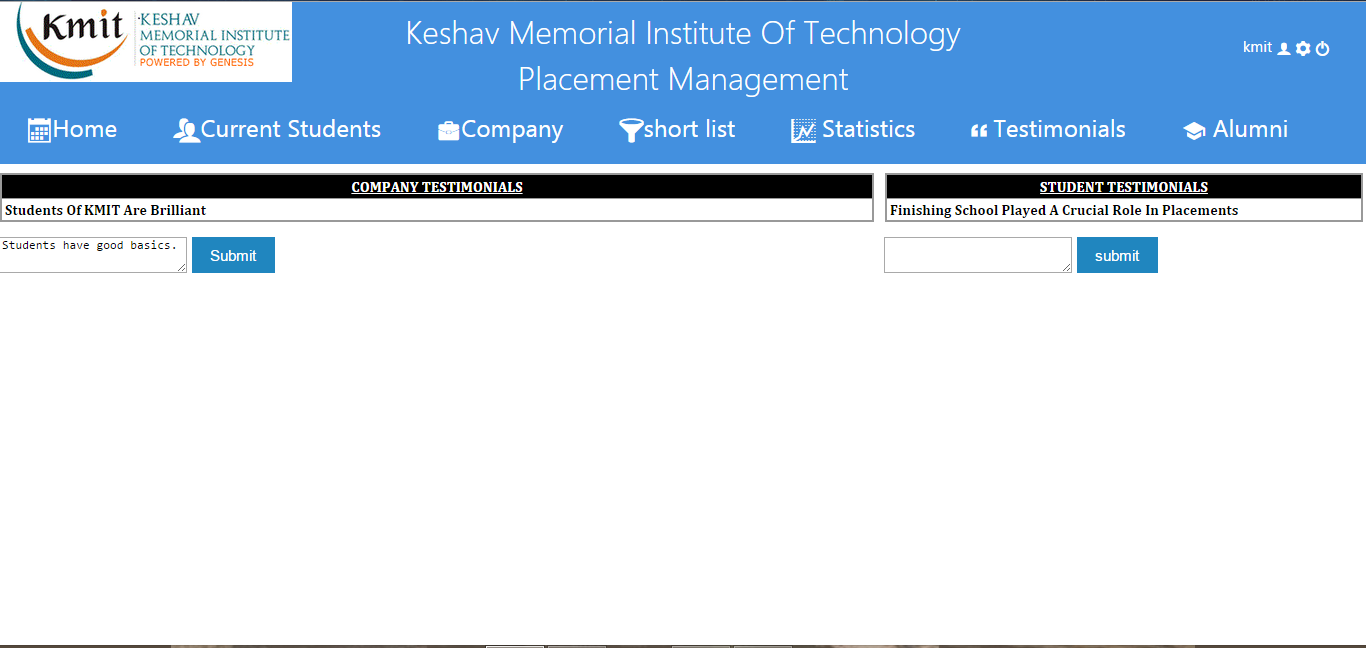 Kmit
KESHAV
MEMORIAL INSTITUTE
OF TECHNOLOGY
POWERED BY GENESIS
Keshav Memorial Institute Of Technology
Placement Management
kmit
Home
Current Students
Company
short list
Statistics
Testimonials
Alumni
COMPANY TESTIMONIALS
Students Of KMIT Are Brilliant
Students have good basics.
Submit
STUDENT TESTIMONIALS
Finishing School Played A Crucial Role In Placements
submit